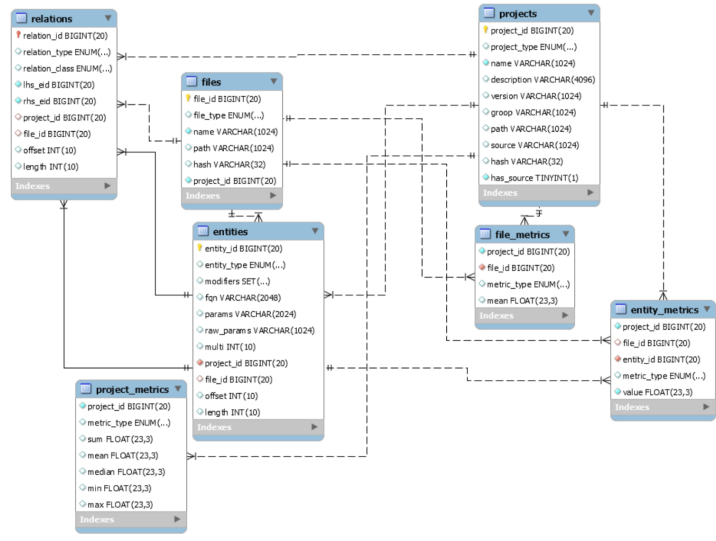 relations
relation_id BIGINT(20)
relation_type ENUM(...)
relation_class ENUM(...)
lhs_eid BIGINT(20)
rhs_eid BIGINT(20)
project_id BIGINT(20)
file_id BIGINT(20)
offset INT(10)
length INT(10)
Indexes
files
file_id BIGINT(20)
file_type ENUM(...)
name VARCHAR(1024)
path VARCHAR(1024)
hash VARCHAR(32)
project_id BIGINT(20)
Indexes
projects
project_id BIGINT(20)
project_type ENUM(...)
name VARCHAR(1024)
description VARCHAR(4096)
version VARCHAR(1024)
groop VARCHAR(1024)
path VARCHAR(1024)
source VARCHAR(1024)
hash VARCHAR(32)
has_source TINYINT(1)
Indexes
entities
entity_id BIGINT(20)
entity_type ENUM(...)
modifiers SET(...)
fqn VARCHAR(2048)
params VARCHAR(2024)
raw_params VARCHAR(1024)
multi INT(10)
project_id BIGINT(20)
file_id BIGINT(20)
offset INT(10)
length INT(10)
Indexes
file_metrics
project_id BIGINT(20)
file_id BIGINT(20)
metric_type ENUM(...)
mean FLOAT(23,3)
Indexes
entity_metrics
project_id BIGINT(20)
file_id BIGINT(20)
entity_id BIGINT(20)
metric_type ENUM(...)
value FLOAT(23,3)
Indexes
project_metrics
project_id BIGINT(20)
metric_type ENUM(...)
sum FLOAT(23,3)
mean FLOAT(23,3)
median FLOAT(23,3)
min FLOAT(23,3)
max FLOAT(23,3)
Indexes